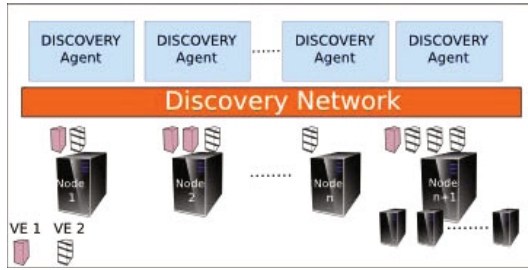 DISCOVERY
Agent
DISCOVERY
Agent
DISCOVERY
Agent
DISCOVERY
Agent
Discovery Network
Node
1
Node
2
Node
n
Node
n+1
VE 1
VE 2